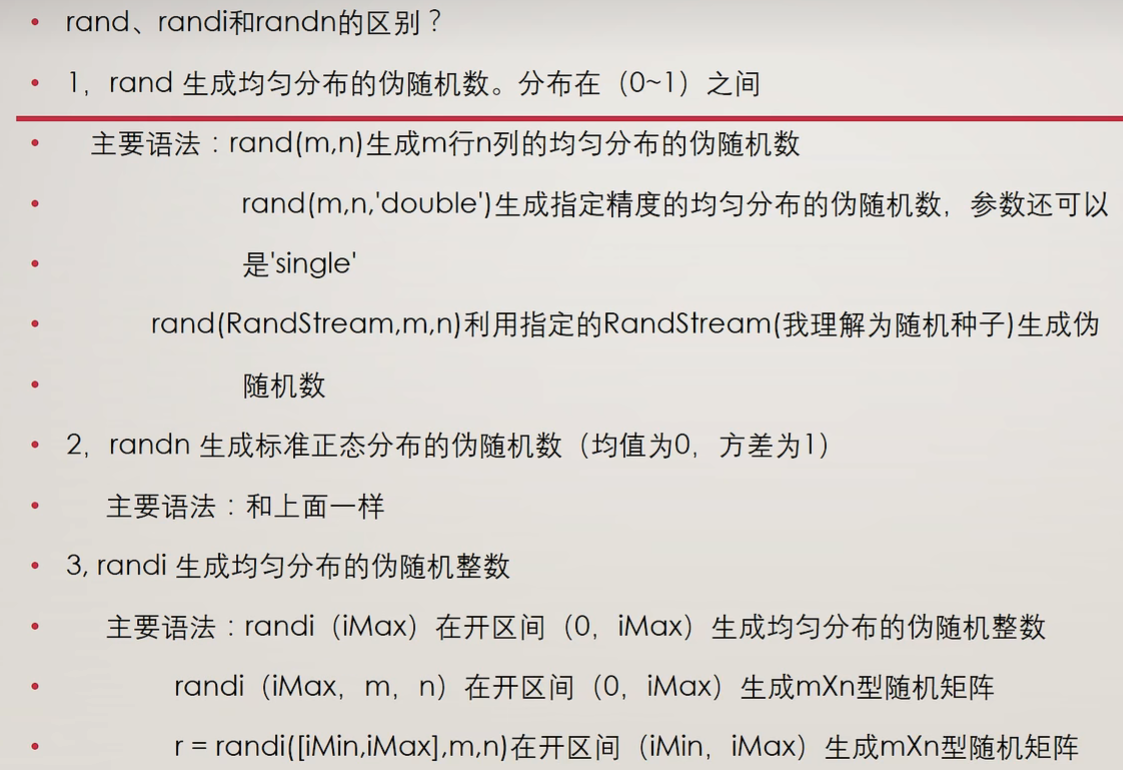 • rand、randi和randn的区别？
• 1，rand 生成均匀分布的伪随机数。分布在（0~1）之间
• 主要语法：rand(m,n)生成m行n列的均匀分布的伪随机数
• rand(m,n,'double')生成指定精度的均匀分布的伪随机数，参数还可以
• 是'single'
• rand(RandStream,m,n)利用指定的RandStream(我理解为随机种子)生成伪
• 随机数
• 2，randn 生成标准正态分布的伪随机数（均值为0，方差为1）
• 主要语法：和上面一样
• 3, randi 生成均匀分布的伪随机整数
• 主要语法：randi（iMax）在开区间（0，iMax）生成均匀分布的伪随机整数
• randi（iMax，m，n）在开区间（0，iMax）生成mXn型随机矩阵
• r = randi([iMin,iMax],m,n)在开区间（iMin，iMax）生成mXn型随机矩阵